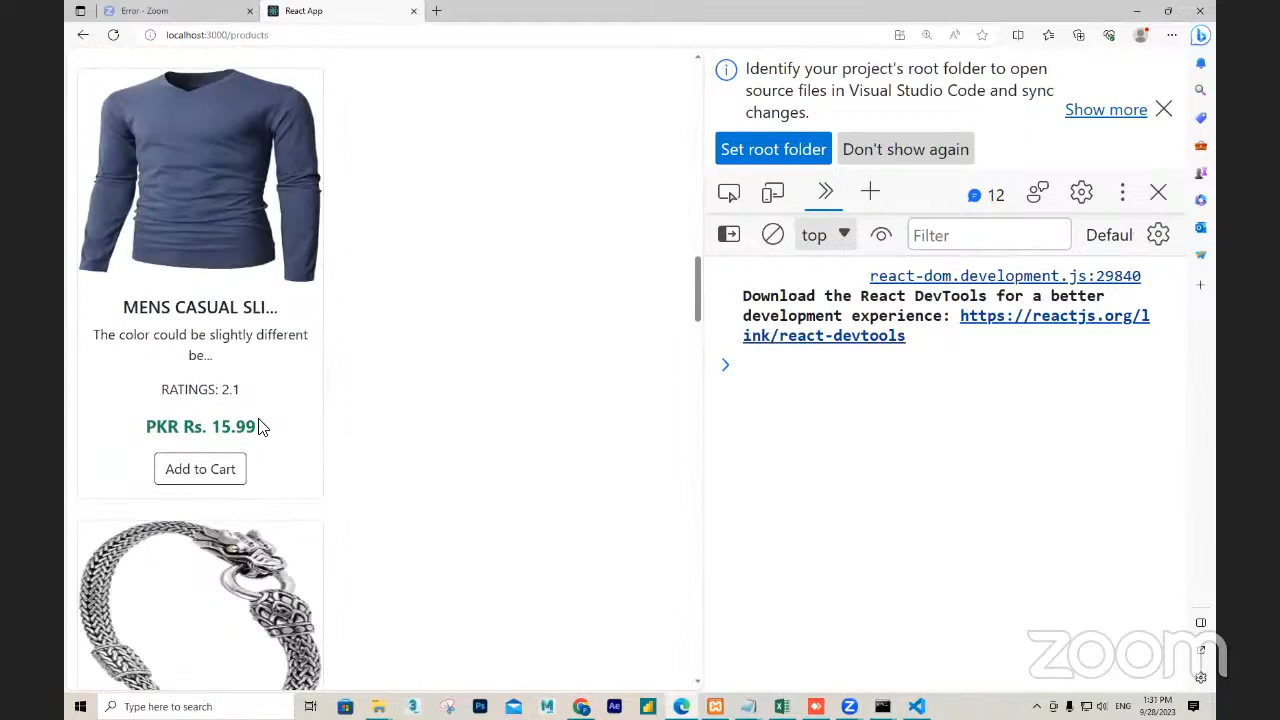 Error - Zoom
React App
localhost:3000/products
MENS CASUAL SLI...
The color could be slightly different
be...
RATINGS: 2.1
PKR Rs. 15.99
Add to Cart
Identify your project's root folder to open
source files in Visual Studio Code and sync
changes.
Show more
Set root folder
Don't show again
12
top
Filter
Defaul
react-dom.development.js:29840
Download the React DevTools for a better
development experience: https://reactjs.org/l
ink/react-devtools
zoom
Type here to search
ENG
1:31 PM
9/28/2023